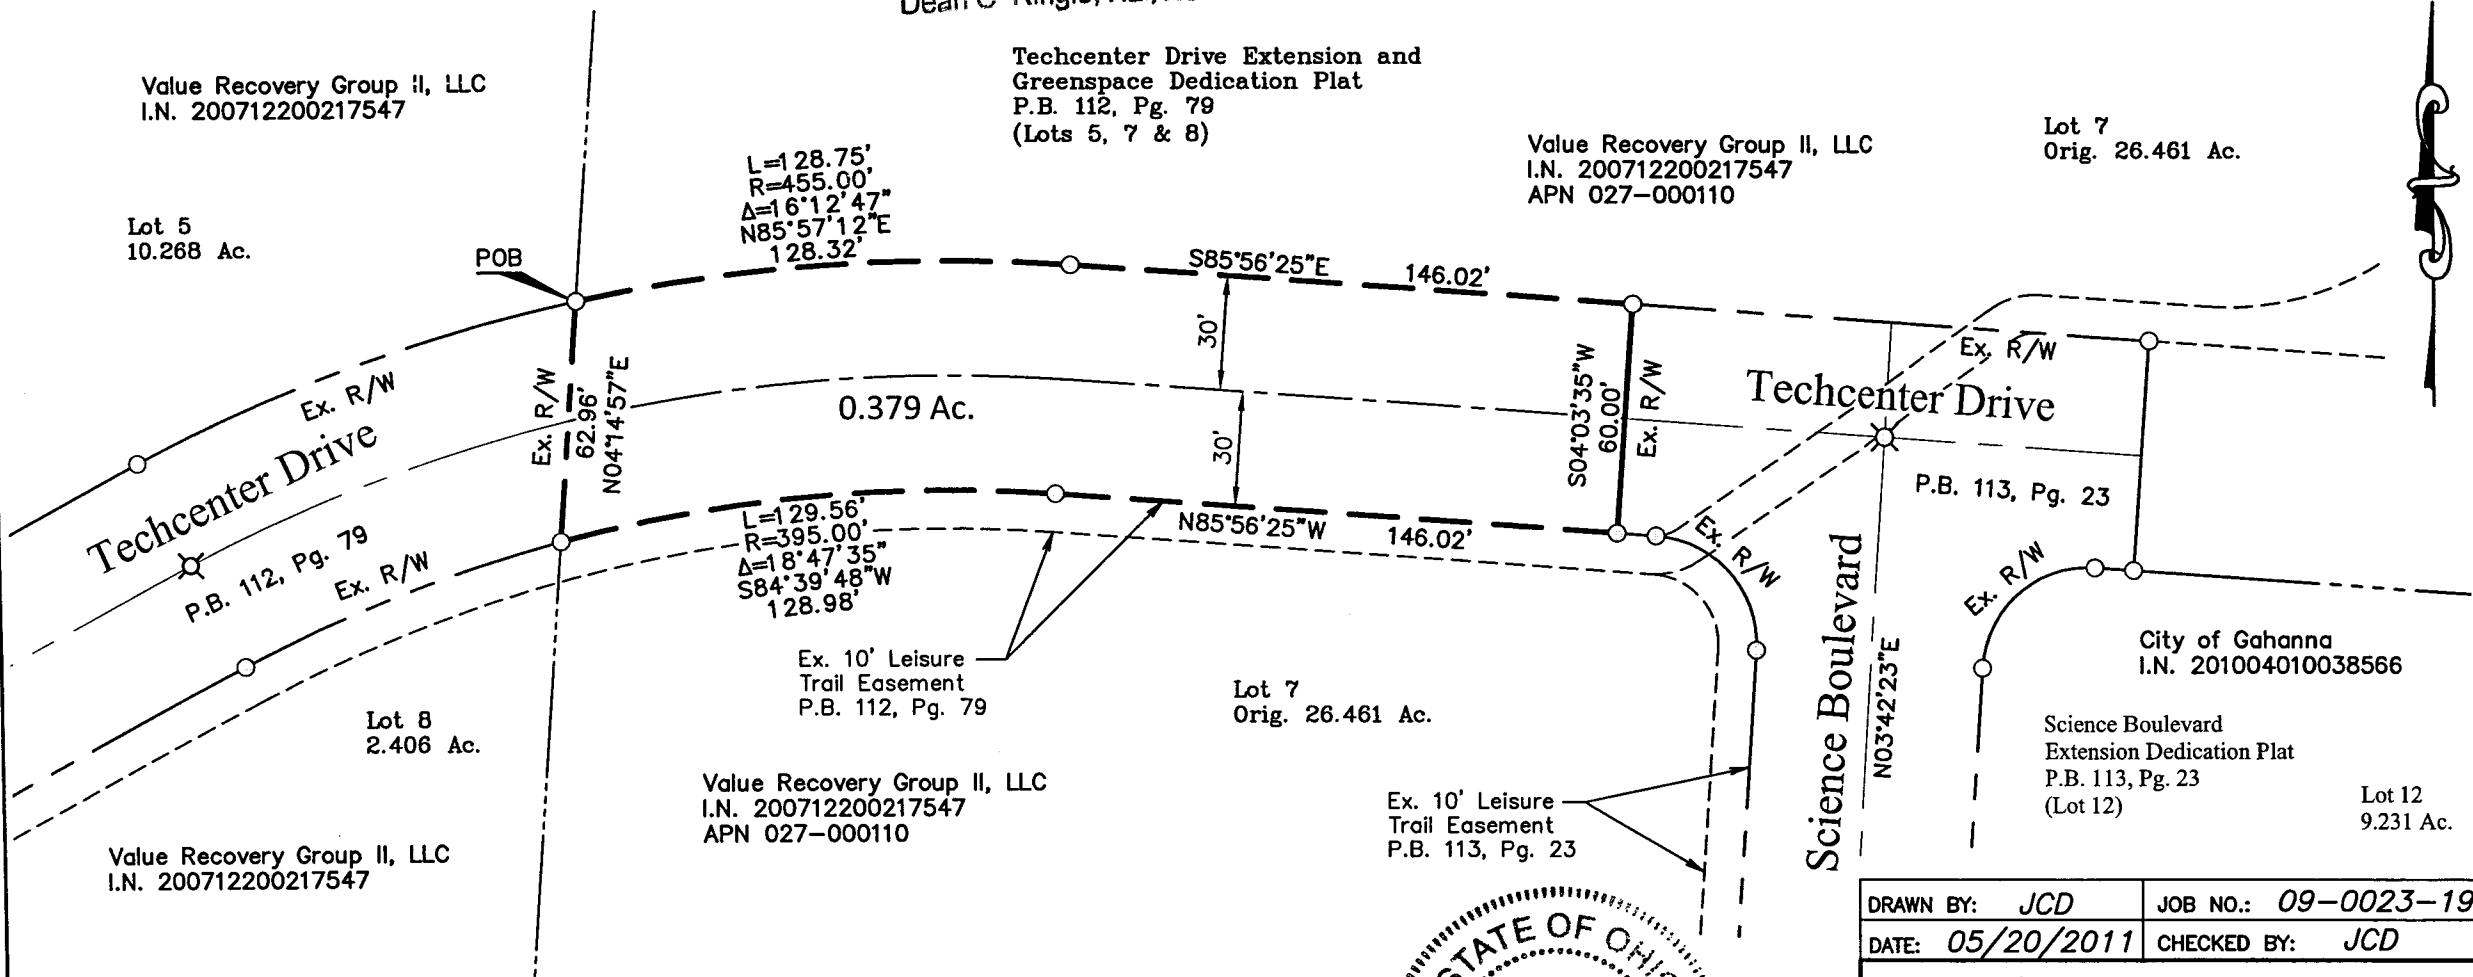 Techcenter Drive Extension and
Greenspace Dedication Plat
P.B. 112, Pg. 79
(Lots 5, 7 & 8)
Value Recovery Group II, LLC
I.N. 200712200217547
Lot 5
10.268 Ac.
POB
L=128.75'
R=455.00'
Δ=16°12'47"
N85°57'12"E
128.32'
Value Recovery Group II, LLC
I.N. 200712200217547
APN 027-000110
Lot 7
Orig. 26.461 Ac.
S85°56'25"E 146.02'
30'
30'
0.379 Ac.
Ex. R/W
62.96'
N04°14'57"E
S04°03'35"W
60.00'
Ex. R/W
Ex. R/W
Techcenter Drive
P.B. 113, Pg. 23
Ex. R/W
Techcenter Drive
P.B. 112, Pg. 79
Ex. R/W
L=129.56'
R=395.00'
Δ=18°47'35"
S84°39'48"W
128.98'
N85°56'25"W 146.02'
Ex. R/W
Ex. R/W
Science Boulevard
N03°42'23"E
Ex. 10' Leisure
Trail Easement
P.B. 112, Pg. 79
Lot 7
Orig. 26.461 Ac.
City of Gahanna
I.N. 201004010038566
Science Boulevard
Extension Dedication Plat
P.B. 113, Pg. 23
(Lot 12)
Lot 12
9.231 Ac.
Lot 8
2.406 Ac.
Value Recovery Group II, LLC
I.N. 200712200217547
APN 027-000110
Ex. 10' Leisure
Trail Easement
P.B. 113, Pg. 23
Value Recovery Group II, LLC
I.N. 200712200217547
STATE OF OHIO
DRAWN BY: JCD JOB NO.: 09-0023-19
DATE: 05/20/2011 CHECKED BY: JCD